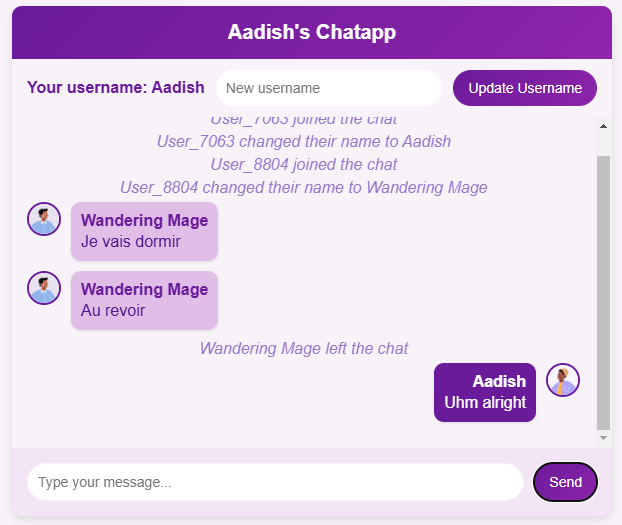 Aadish's Chatapp
Your username: Aadish
New username
Update Username
User_7063 joined the chat
User_7063 changed their name to Aadish
User_8804 joined the chat
User_8804 changed their name to Wandering Mage
Wandering Mage
Je vais dormir
Wandering Mage
Au revoir
Wandering Mage left the chat
Aadish
Uhm alright
Type your message...
Send